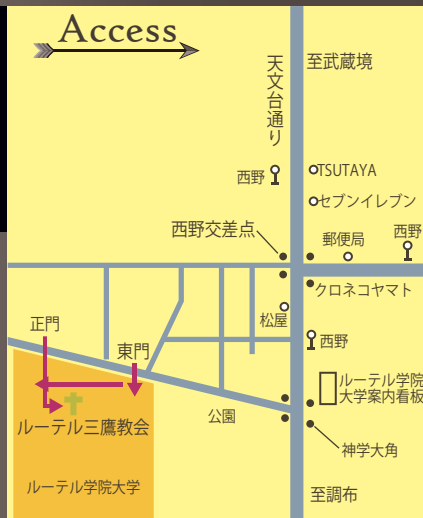 Access
天文台通り
至武蔵境
西野
TSUTAYA
セブンイレブン
西野交差点
郵便局
西野
クロネコヤマト
松屋
西野
正門
東門
ルーテル学院
大学案内看板
公園
ルーテル三鷹教会
神学大角
ルーテル学院大学
至調布